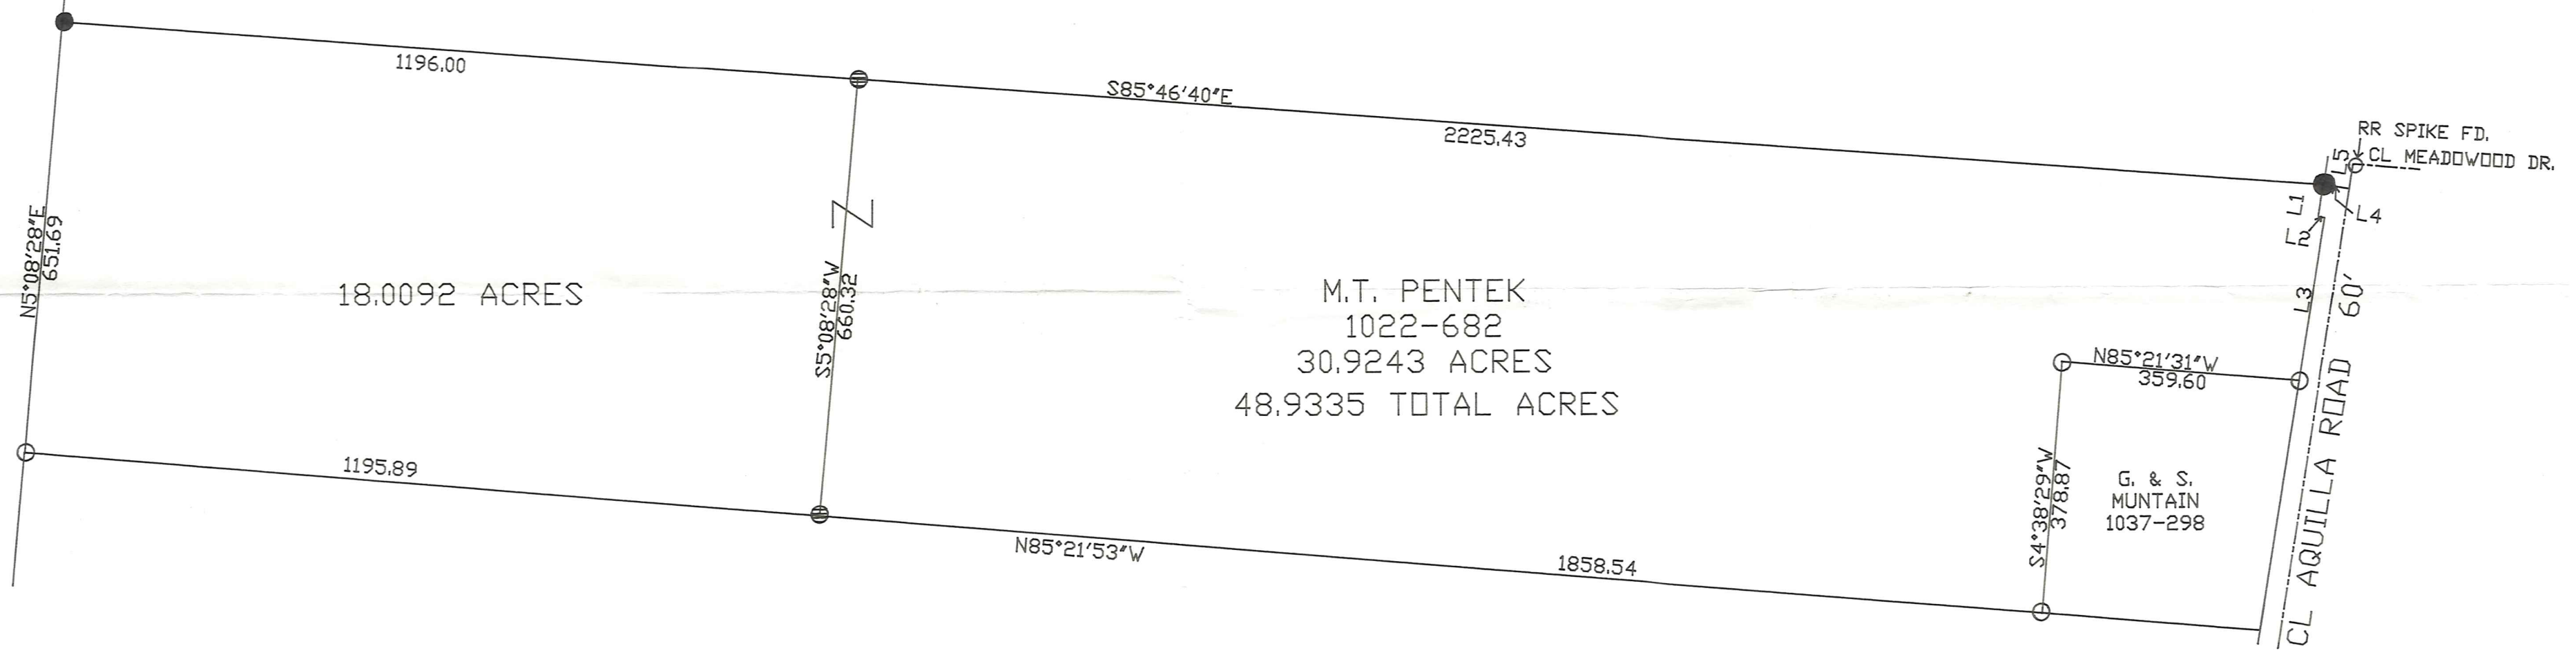 1196.00
S85°46'40"E
2225.43
RR SPIKE FD.
CL MEADOWOOD DR.
L5
L1
L4
L2
N5°08'28"E
651.69
18.0092 ACRES
S5°08'28"W
660.32
M.T. PENTEK
1022-682
30.9243 ACRES
48.9335 TOTAL ACRES
L3
60'
N85°21'31"W
359.60
S4°38'29"W
378.87
G. & S.
MUNTAIN
1037-298
CL AQUILLA ROAD
1195.89
N85°21'53"W
1858.54